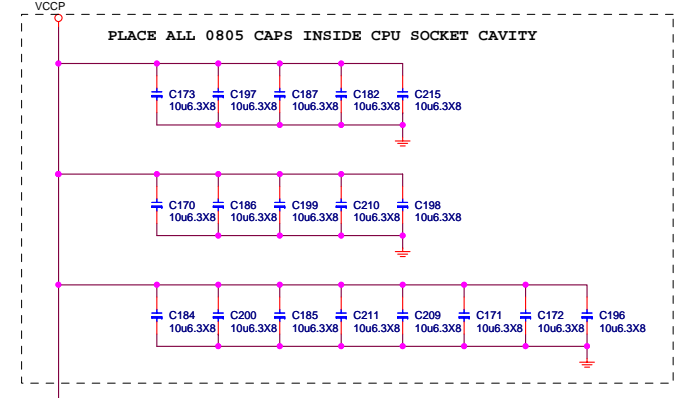 VCCP
PLACE ALL 0805 CAPS INSIDE CPU SOCKET CAVITY
C173 C197 C187 C182 C215
10u6.3X8 10u6.3X8 10u6.3X8 10u6.3X8 10u6.3X8
C170 C186 C199 C210 C198
10u6.3X8 10u6.3X8 10u6.3X8 10u6.3X8 10u6.3X8
C184 C200 C185 C211 C209 C171 C172 C196
10u6.3X8 10u6.3X8 10u6.3X8 10u6.3X8 10u6.3X8 10u6.3X8 10u6.3X8 10u6.3X8